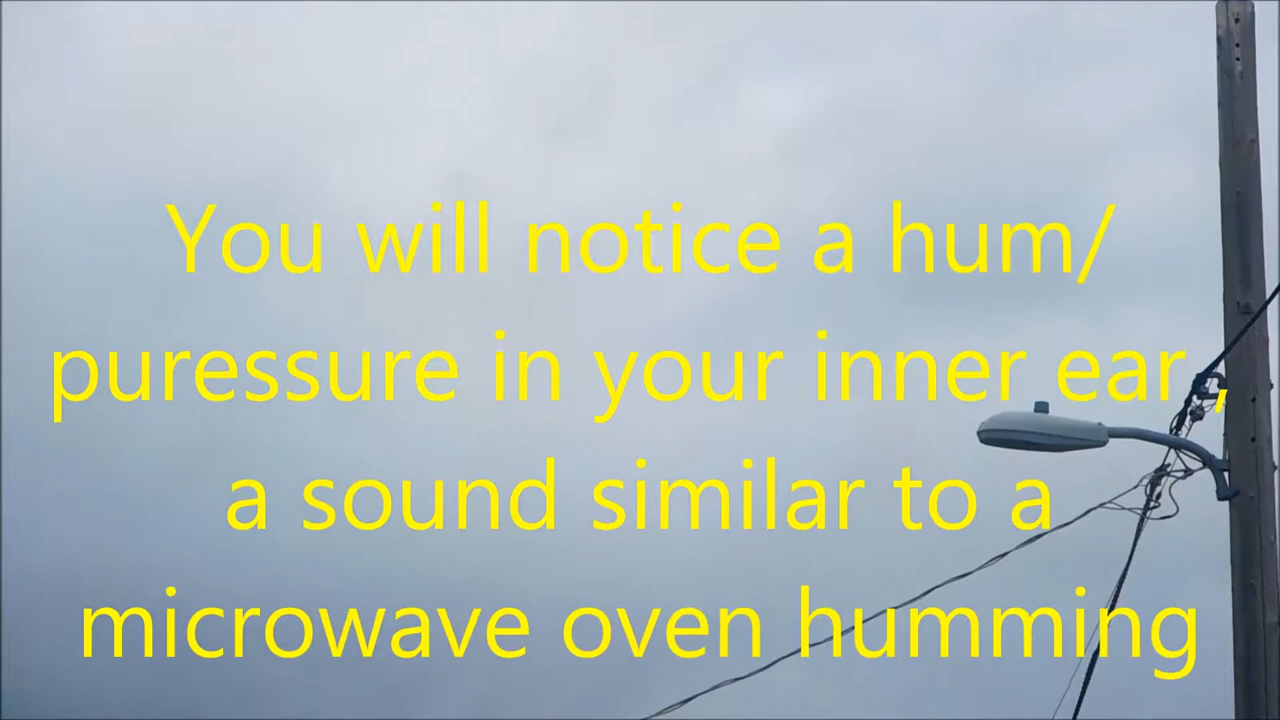 You will notice a hum/
puressure in your inner ear ,
a sound similar to a
microwave oven humming